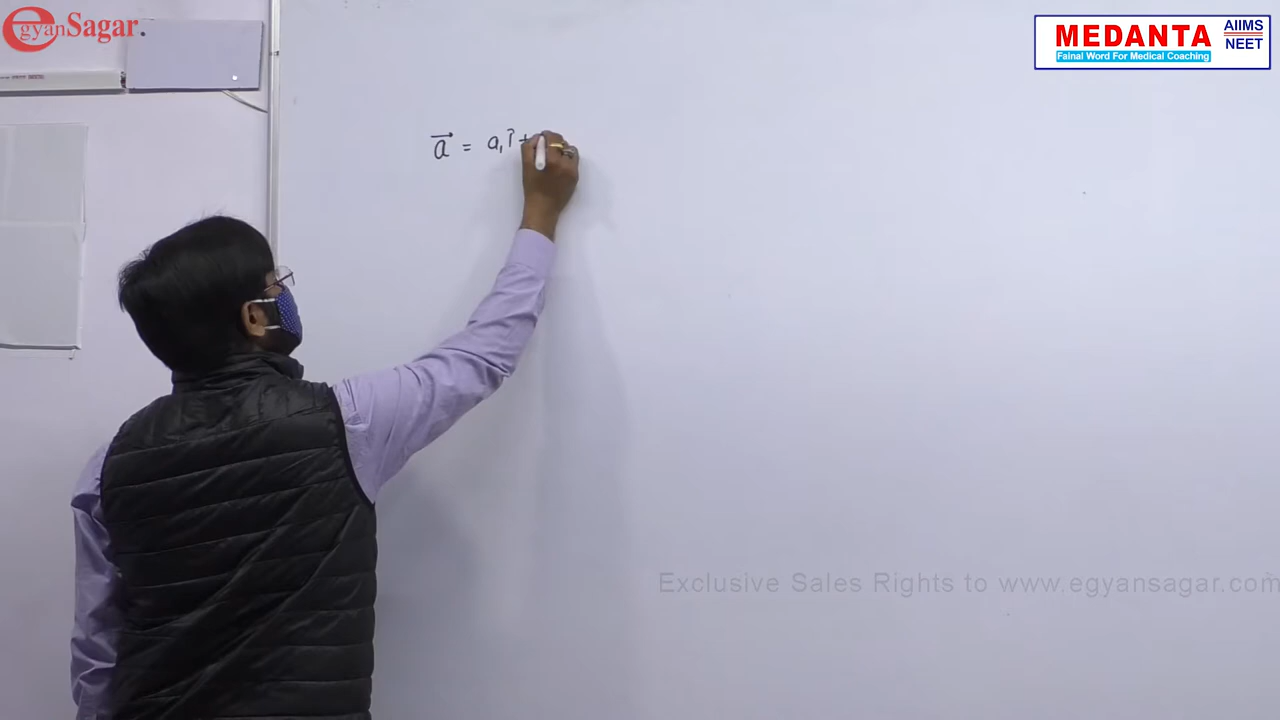 egyanSagar
MEDANTA
AIIMS
NEET
Fainal Word For Medical Coaching
a⃗ = a₁î +
Exclusive Sales Rights to www.egyansagar.com